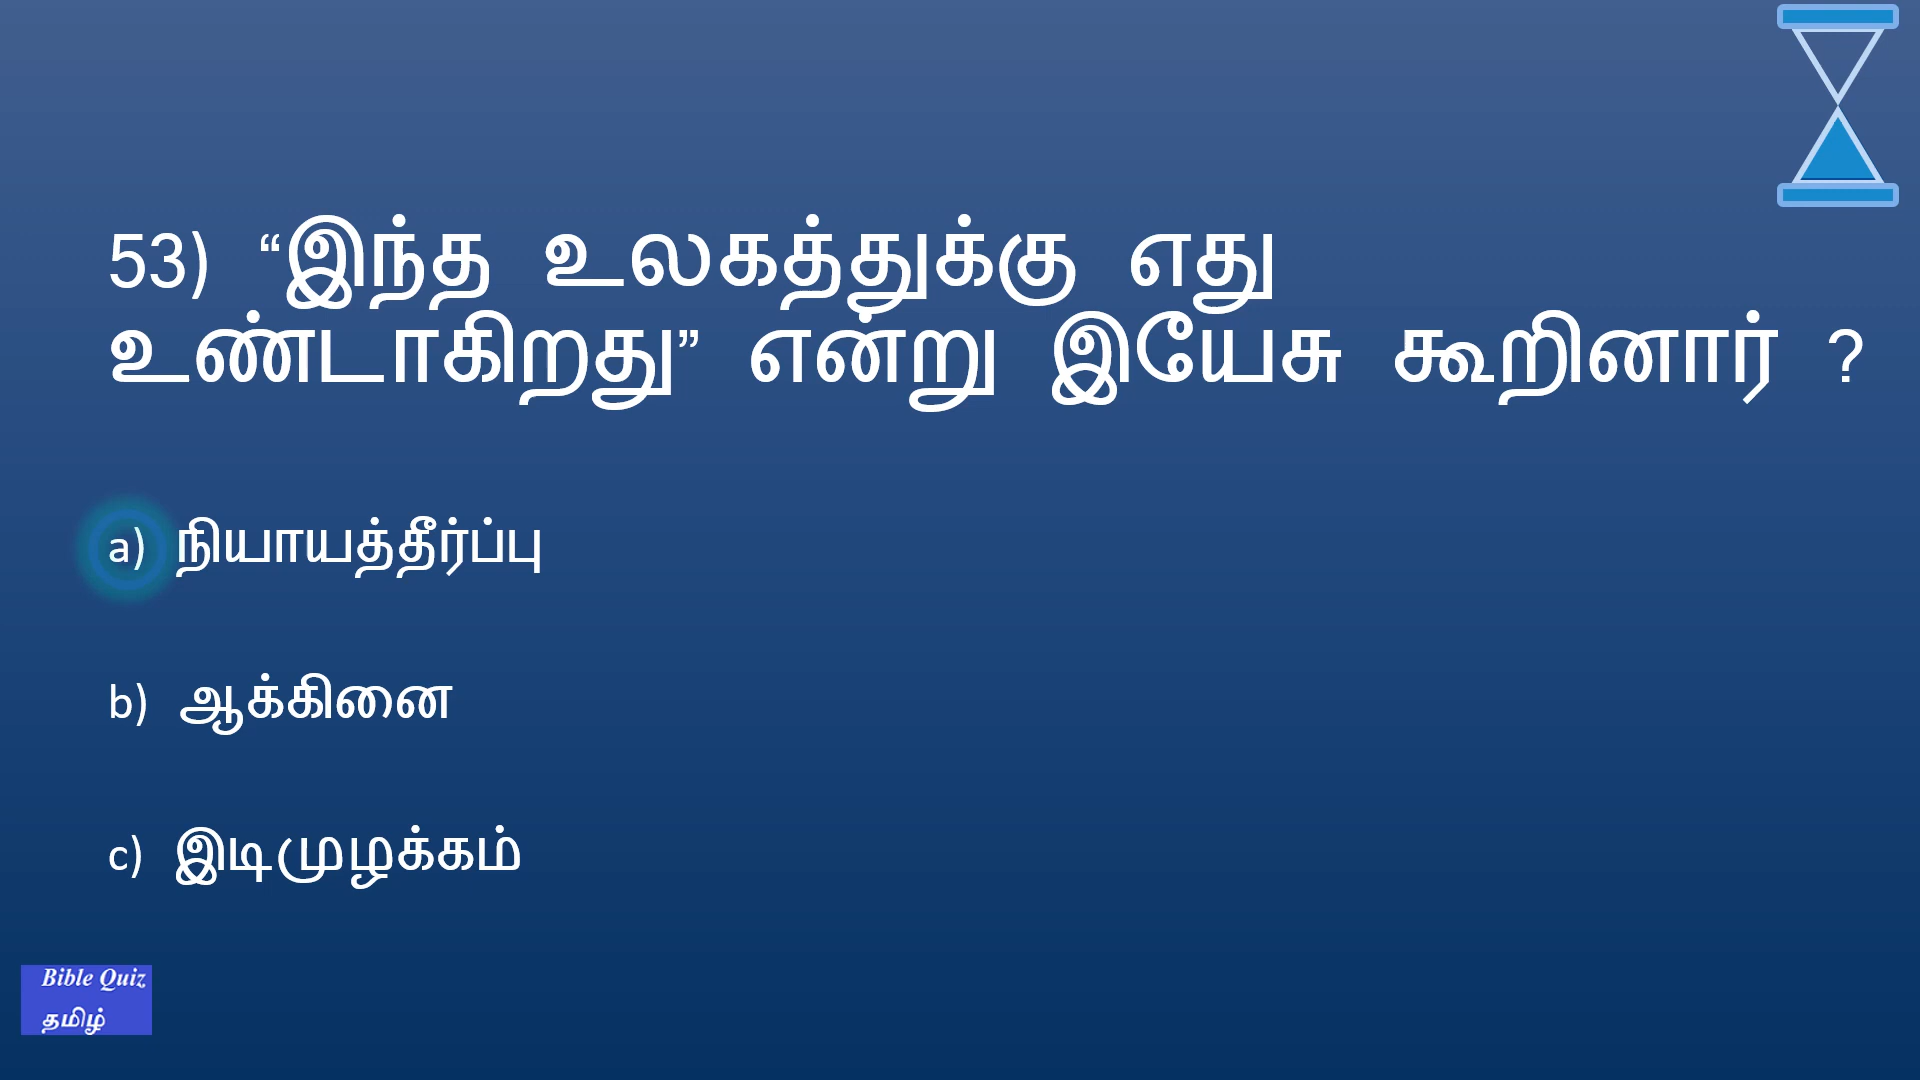 53) “இந்த உலகத்துக்கு எது
உண்டாகிறது” என்று இயேசு கூறினார் ?
a) நியாயத்தீர்ப்பு
b) ஆக்கினை
c) இடிமுழக்கம்
Bible Quiz
தமிழ்